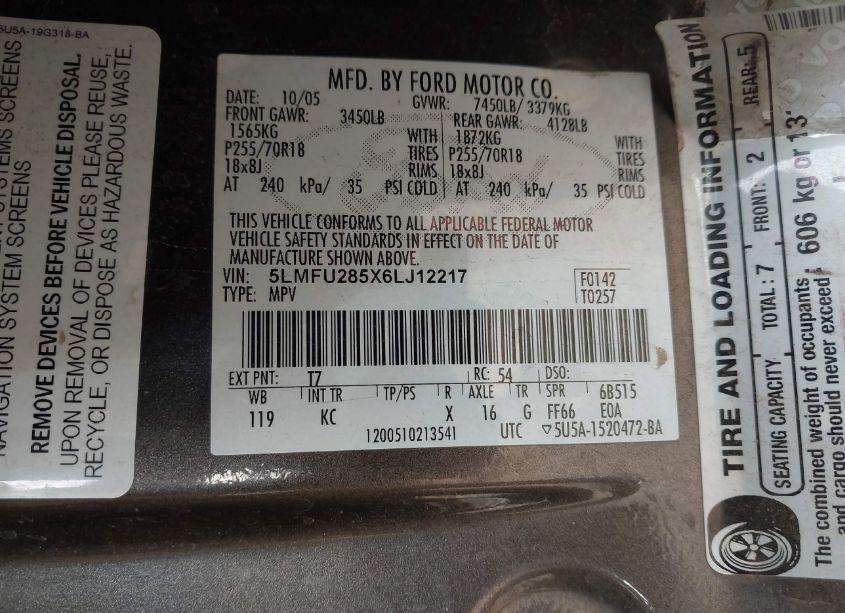 5U5A-19G318-BA
SYSTEMS SCREENS
NAVIGATION SYSTEM SCREENS
REMOVE DEVICES BEFORE VEHICLE DISPOSAL.
UPON REMOVAL OF DEVICES PLEASE REUSE,
RECYCLE, OR DISPOSE AS HAZARDOUS WASTE.
MFD. BY FORD MOTOR CO.
DATE: 10/05 GVWR: 7450LB/ 3379KG
FRONT GAWR: 3450LB REAR GAWR: 4128LB
1565KG WITH 1872KG WITH
P255/70R18 TIRES P255/70R18 TIRES
18x8J RIMS 18x8J RIMS
AT 240 kPa/ 35 PSI COLD AT 240 kPa/ 35 PSI COLD
THIS VEHICLE CONFORMS TO ALL APPLICABLE FEDERAL MOTOR
VEHICLE SAFETY STANDARDS IN EFFECT ON THE DATE OF
MANUFACTURE SHOWN ABOVE.
VIN: 5LMFU285X6LJ12217 F0142
TYPE: MPV T0257
EXT PNT: T7 RC: 54 DSO:
WB INT TR TP/PS R AXLE TR SPR 6B515
119 KC X 16 G FF66 E0A
1200510213541 UTC ▽5U5A-1520472-BA
TIRE AND LOADING INFORMATION
SEATING CAPACITY TOTAL: 7 FRONT: 2 REAR: 5
The combined weight of occupants
and cargo should never exceed: 606 kg or 13